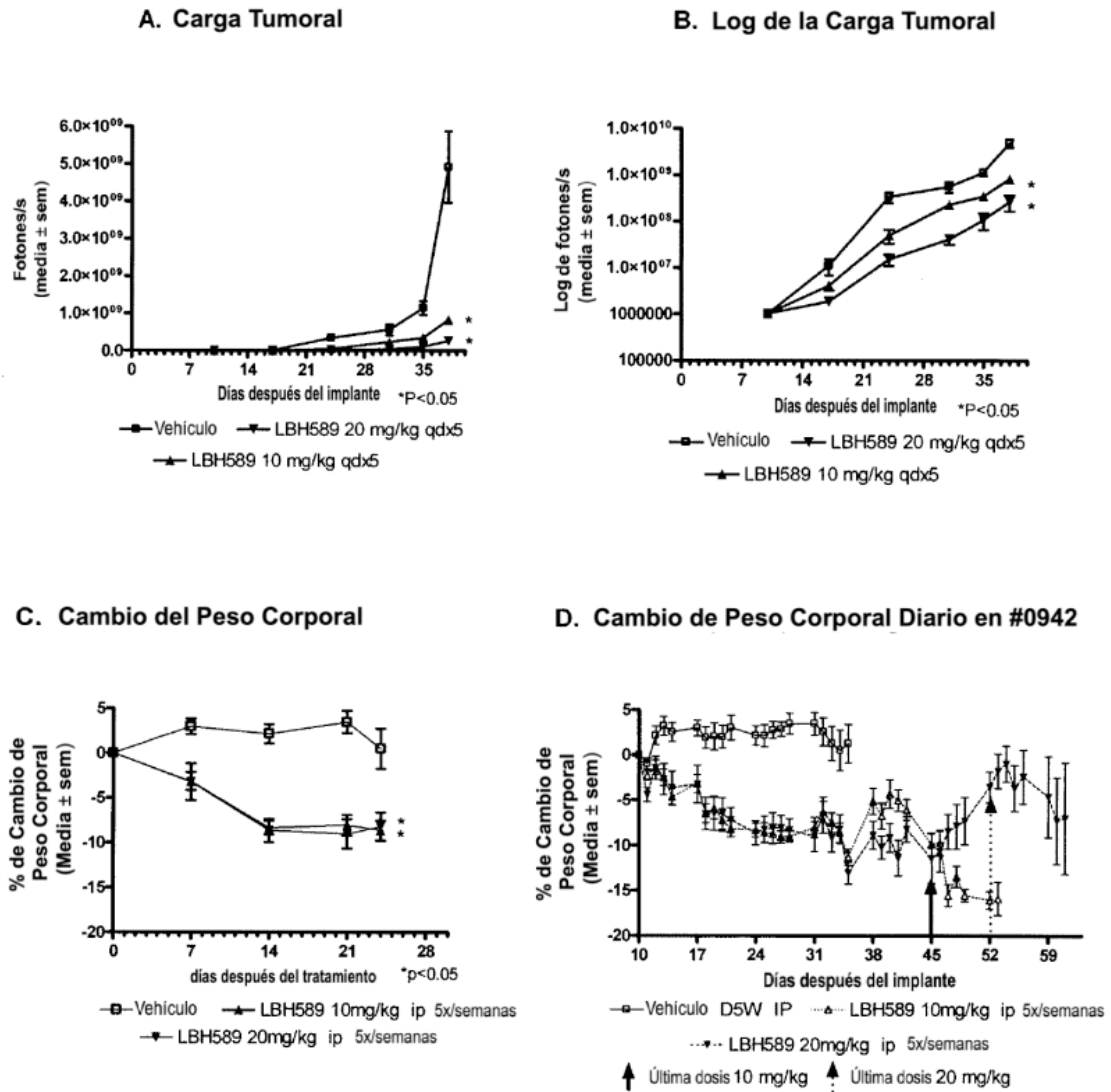 A. Carga Tumoral
6.0×10⁰⁹
5.0×10⁰⁹
4.0×10⁰⁹
3.0×10⁰⁹
2.0×10⁰⁹
1.0×10⁰⁹
0.0
Fotones/s
(media ± sem)
*
*
0 7 14 21 28 35
Días después del implante *P<0.05
Vehículo LBH589 20 mg/kg qdx5
LBH589 10 mg/kg qdx5
B. Log de la Carga Tumoral
1.0×10¹⁰
1.0×10⁰⁹
1.0×10⁰⁸
1.0×10⁰⁷
1000000
100000
Log de fotones/s
(media ± sem)
*
*
0 7 14 21 28 35
Días después del implante *P<0.05
Vehículo LBH589 20 mg/kg qdx5
LBH589 10 mg/kg qdx5
C. Cambio del Peso Corporal
5
0
-5
-10
-15
-20
% de Cambio de
Peso Corporal
(Media ± sem)
*
*
0 7 14 21 28
días después del tratamiento *p<0.05
Vehículo LBH589 10mg/kg ip 5x/semanas
LBH589 20mg/kg ip 5x/semanas
D. Cambio de Peso Corporal Diario en #0942
5
0
-5
-10
-15
-20
% de Cambio de
Peso Corporal
(Media ± sem)
10 17 24 31 38 45 52 59
Días después del implante
Vehículo D5W IP LBH589 10mg/kg ip 5x/semanas
LBH589 20mg/kg ip 5x/semanas
Última dosis 10 mg/kg Última dosis 20 mg/kg